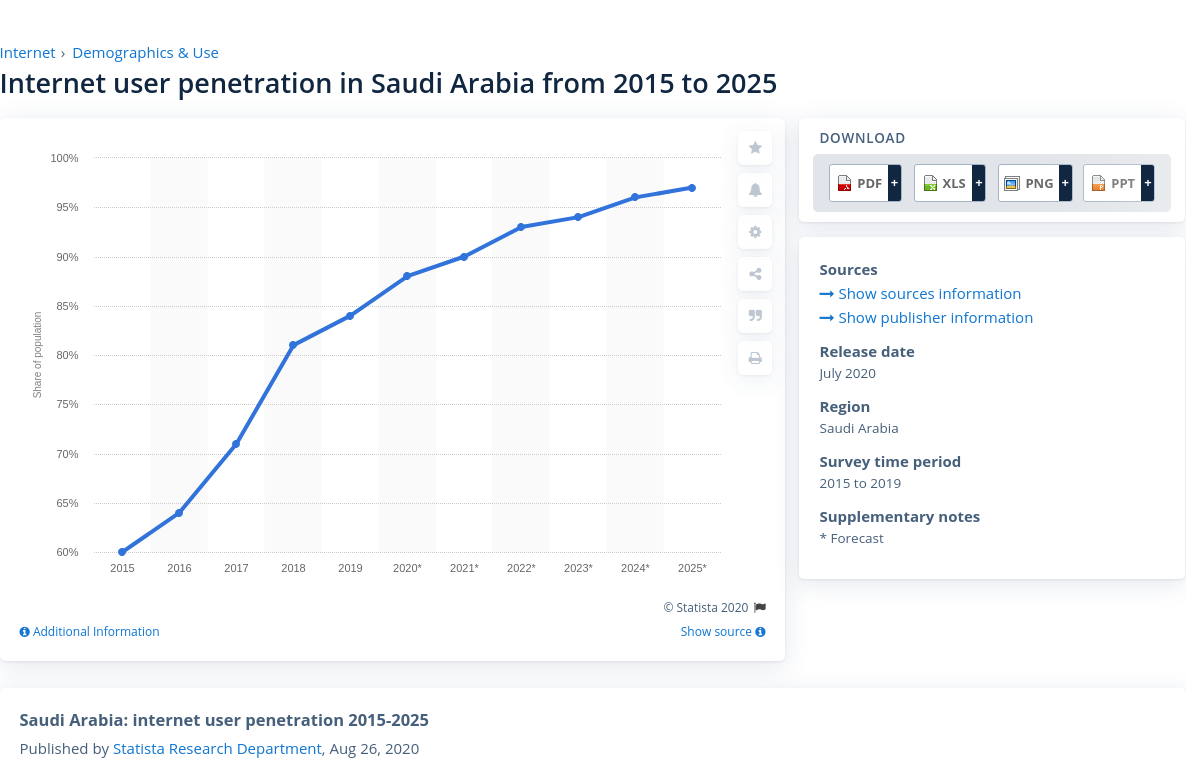 Internet › Demographics & Use
Internet user penetration in Saudi Arabia from 2015 to 2025
DOWNLOAD
PDF + XLS + PNG + PPT +
100%
95%
90%
85%
80%
75%
70%
65%
60%
Share of population
2015 2016 2017 2018 2019 2020* 2021* 2022* 2023* 2024* 2025*
© Statista 2020
Additional Information
Show source
Sources
Show sources information
Show publisher information
Release date
July 2020
Region
Saudi Arabia
Survey time period
2015 to 2019
Supplementary notes
* Forecast
Saudi Arabia: internet user penetration 2015-2025
Published by Statista Research Department, Aug 26, 2020